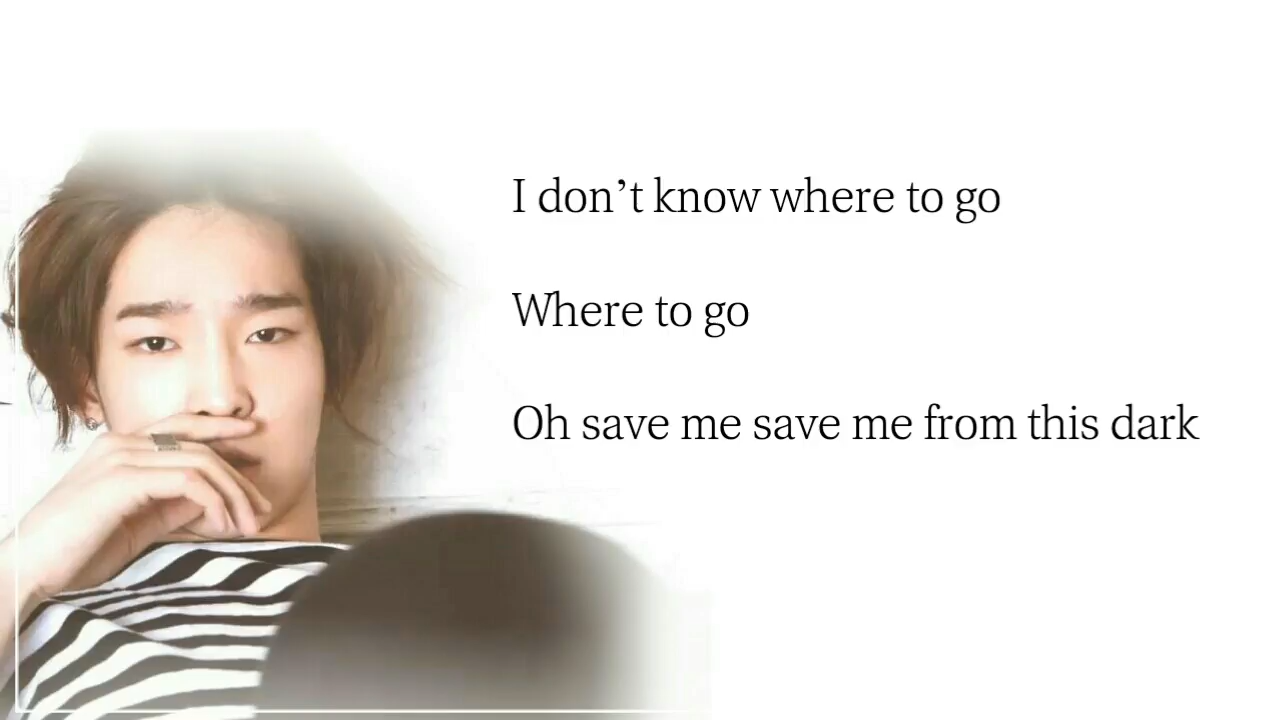 I don’t know where to go
Where to go
Oh save me save me from this dark